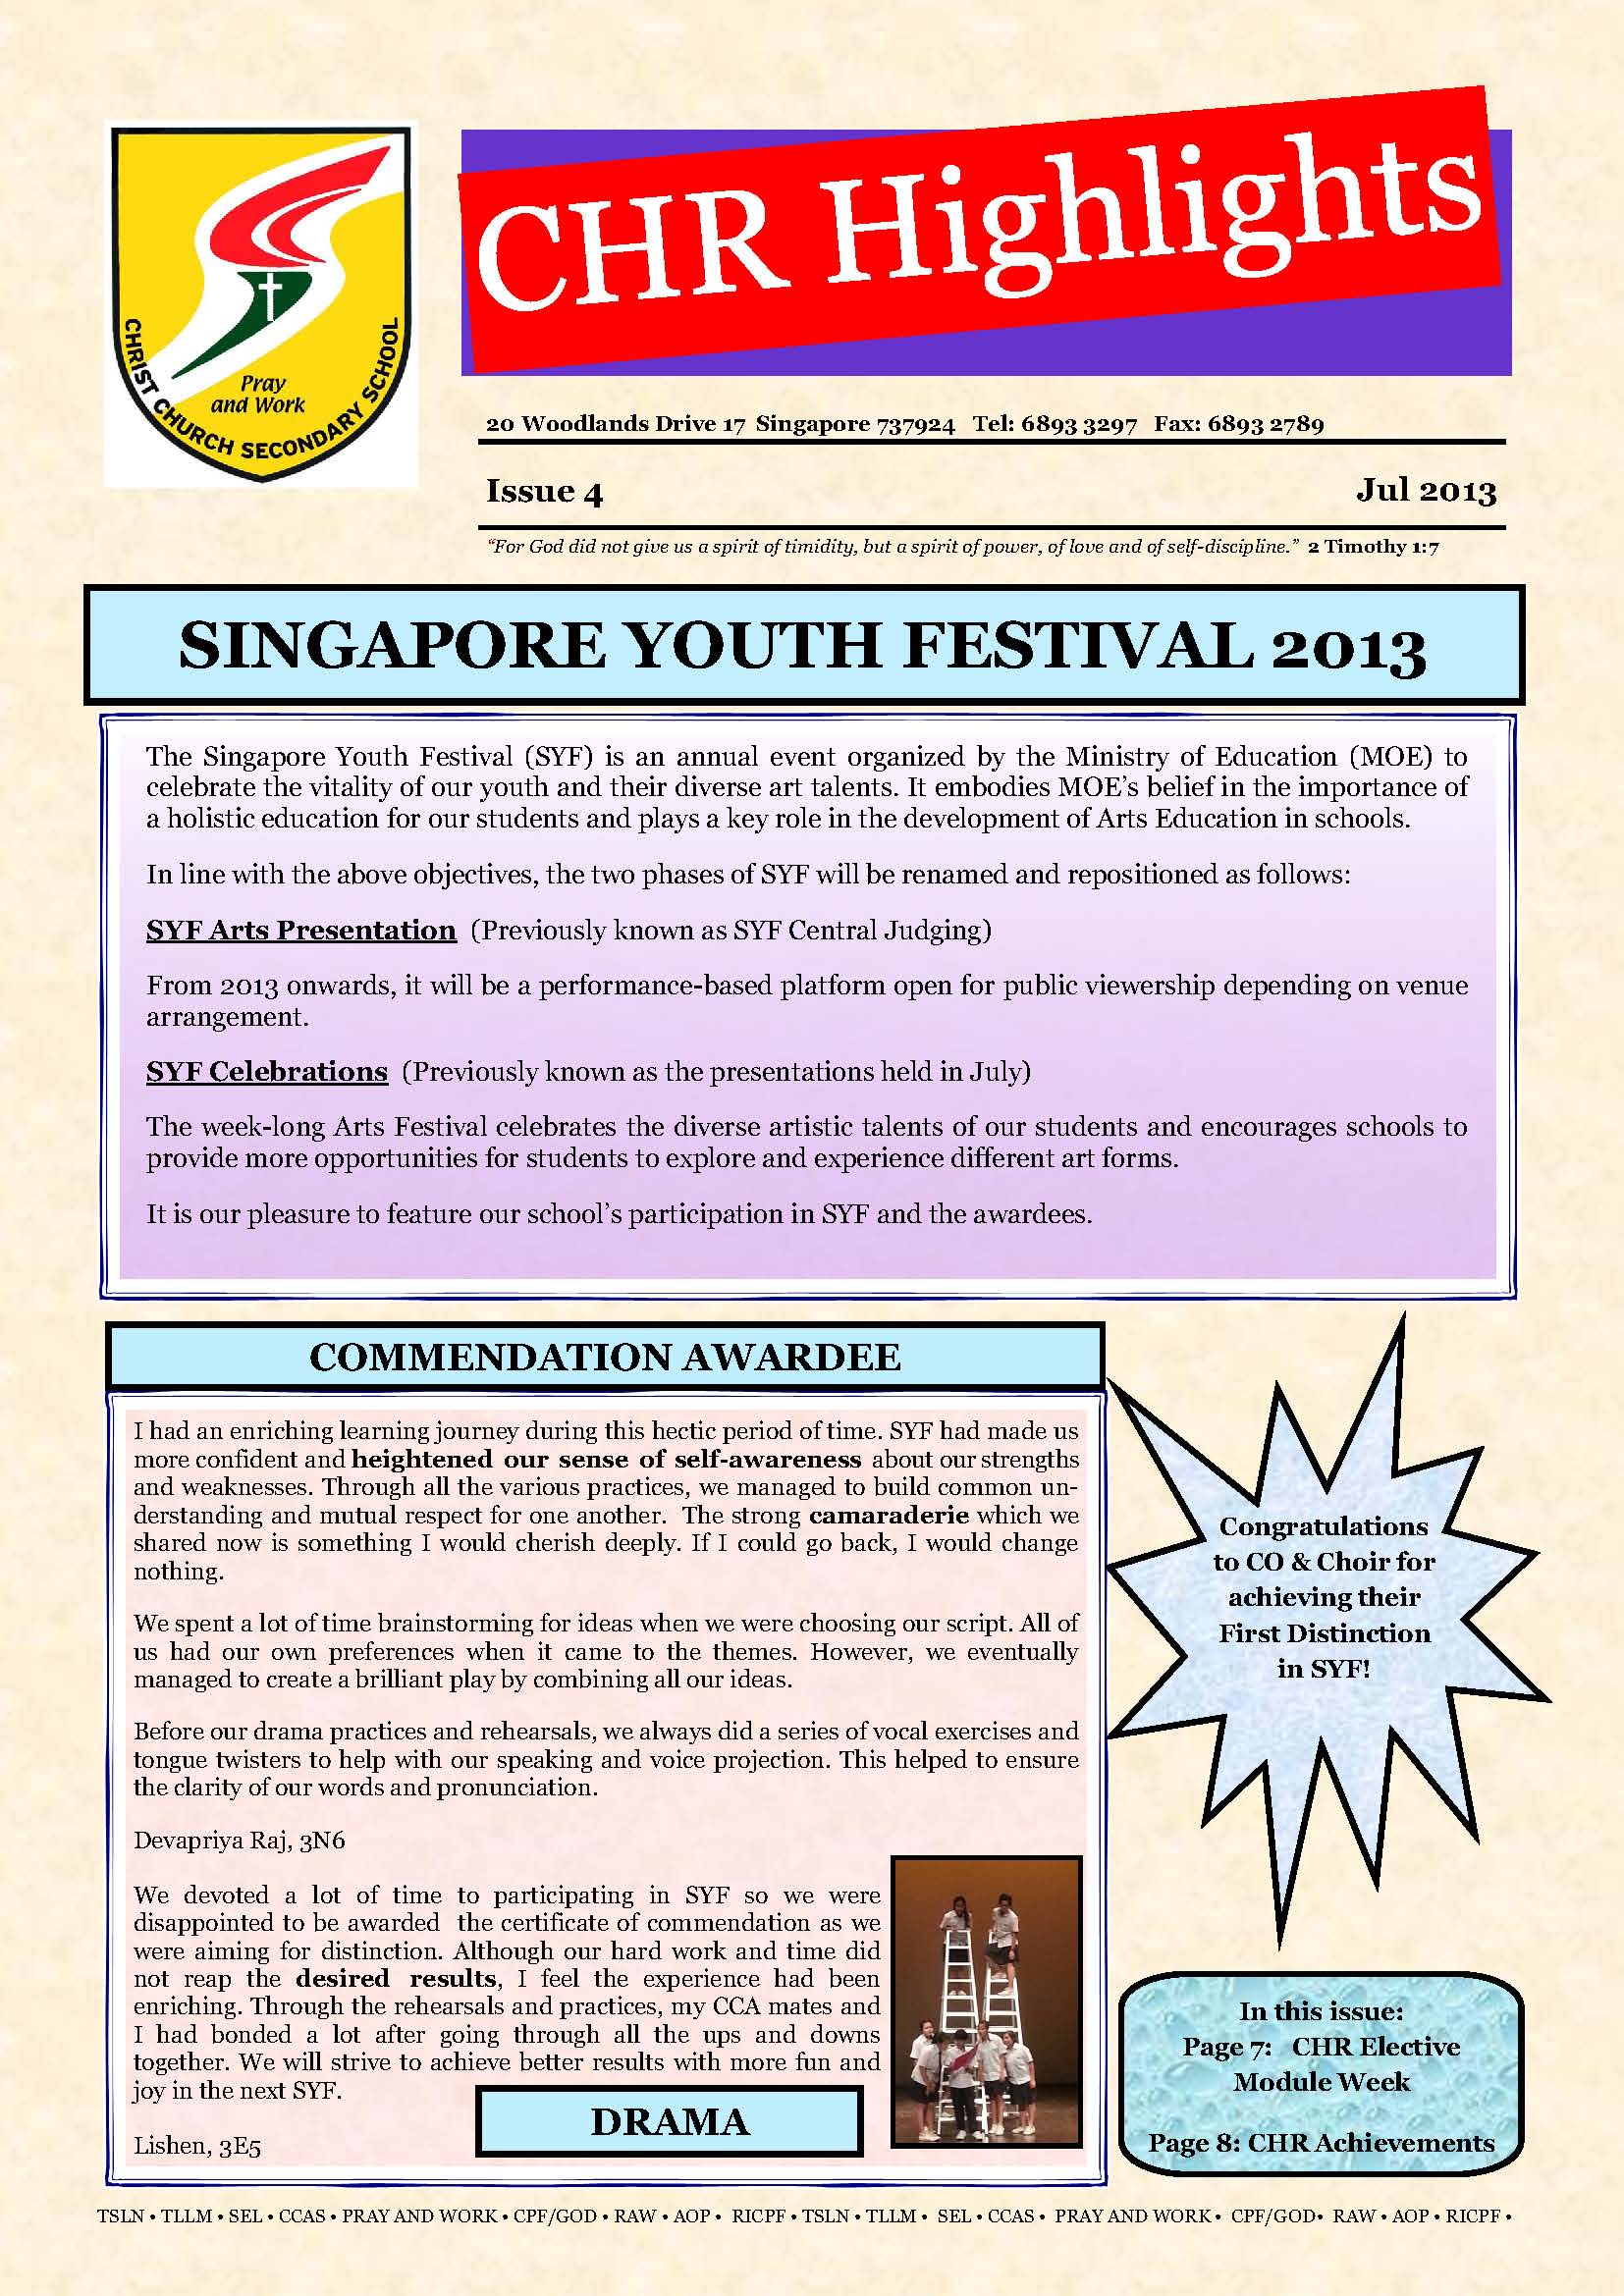 CHR Highlights
Pray
and Work
CHRIST CHURCH SECONDARY SCHOOL
20 Woodlands Drive 17  Singapore 737924   Tel: 6893 3297   Fax: 6893 2789
Issue 4
Jul 2013
“For God did not give us a spirit of timidity, but a spirit of power, of love and of self-discipline.”  2 Timothy 1:7
SINGAPORE YOUTH FESTIVAL 2013
The Singapore Youth Festival (SYF) is an annual event organized by the Ministry of Education (MOE) to
celebrate the vitality of our youth and their diverse art talents. It embodies MOE’s belief in the importance of
a holistic education for our students and plays a key role in the development of Arts Education in schools.
In line with the above objectives, the two phases of SYF will be renamed and repositioned as follows:
SYF Arts Presentation  (Previously known as SYF Central Judging)
From 2013 onwards, it will be a performance-based platform open for public viewership depending on venue
arrangement.
SYF Celebrations  (Previously known as the presentations held in July)
The week-long Arts Festival celebrates the diverse artistic talents of our students and encourages schools to
provide more opportunities for students to explore and experience different art forms.
It is our pleasure to feature our school’s participation in SYF and the awardees.
COMMENDATION AWARDEE
I had an enriching learning journey during this hectic period of time. SYF had made us
more confident and heightened our sense of self-awareness about our strengths
and weaknesses. Through all the various practices, we managed to build common un-
derstanding and mutual respect for one another.  The strong camaraderie which we
shared now is something I would cherish deeply. If I could go back, I would change
nothing.
We spent a lot of time brainstorming for ideas when we were choosing our script. All of
us had our own preferences when it came to the themes. However, we eventually
managed to create a brilliant play by combining all our ideas.
Before our drama practices and rehearsals, we always did a series of vocal exercises and
tongue twisters to help with our speaking and voice projection. This helped to ensure
the clarity of our words and pronunciation.
Devapriya Raj, 3N6
We devoted a lot of time to participating in SYF so we were
disappointed to be awarded  the certificate of commendation as we
were aiming for distinction. Although our hard work and time did
not reap the desired results, I feel the experience had been
enriching. Through the rehearsals and practices, my CCA mates and
I had bonded a lot after going through all the ups and downs
together. We will strive to achieve better results with more fun and
joy in the next SYF.
Lishen, 3E5
DRAMA
Congratulations
to CO & Choir for
achieving their
First Distinction
in SYF!
In this issue:
Page 7:   CHR Elective
Module Week
Page 8: CHR Achievements
TSLN • TLLM • SEL • CCAS • PRAY AND WORK • CPF/GOD • RAW • AOP •  RICPF • TSLN • TLLM •  SEL • CCAS •  PRAY AND WORK •  CPF/GOD•  RAW • AOP • RICPF •